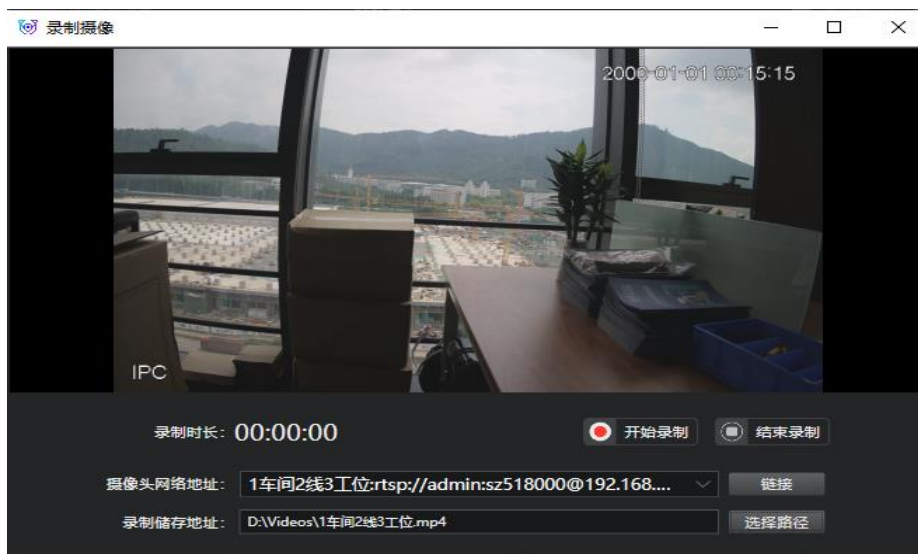 录制摄像
2000-01-01 00:15:15
IPC
录制时长: 00:00:00 开始录制 结束录制
摄像头网络地址: 1车间2线3工位:rtsp://admin:sz518000@192.168.... 链接
录制储存地址: D:\Videos\1车间2线3工位.mp4 选择路径